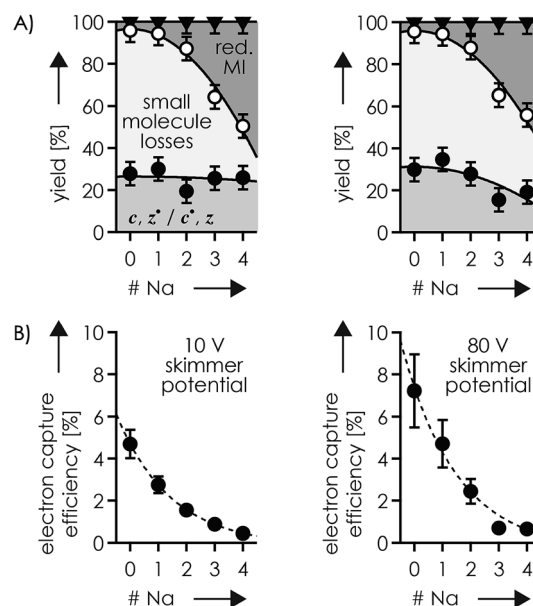 A)
100
80
60
40
20
0
yield [%]
red.
MI
small
molecule
losses
c, z• / c•, z
0 1 2 3 4
# Na
100
80
60
40
20
0
yield [%]
0 1 2 3 4
# Na
B)
10
8
6
4
2
0
electron capture
efficiency [%]
10 V
skimmer
potential
0 1 2 3 4
# Na
10
8
6
4
2
0
electron capture
efficiency [%]
80 V
skimmer
potential
0 1 2 3 4
# Na